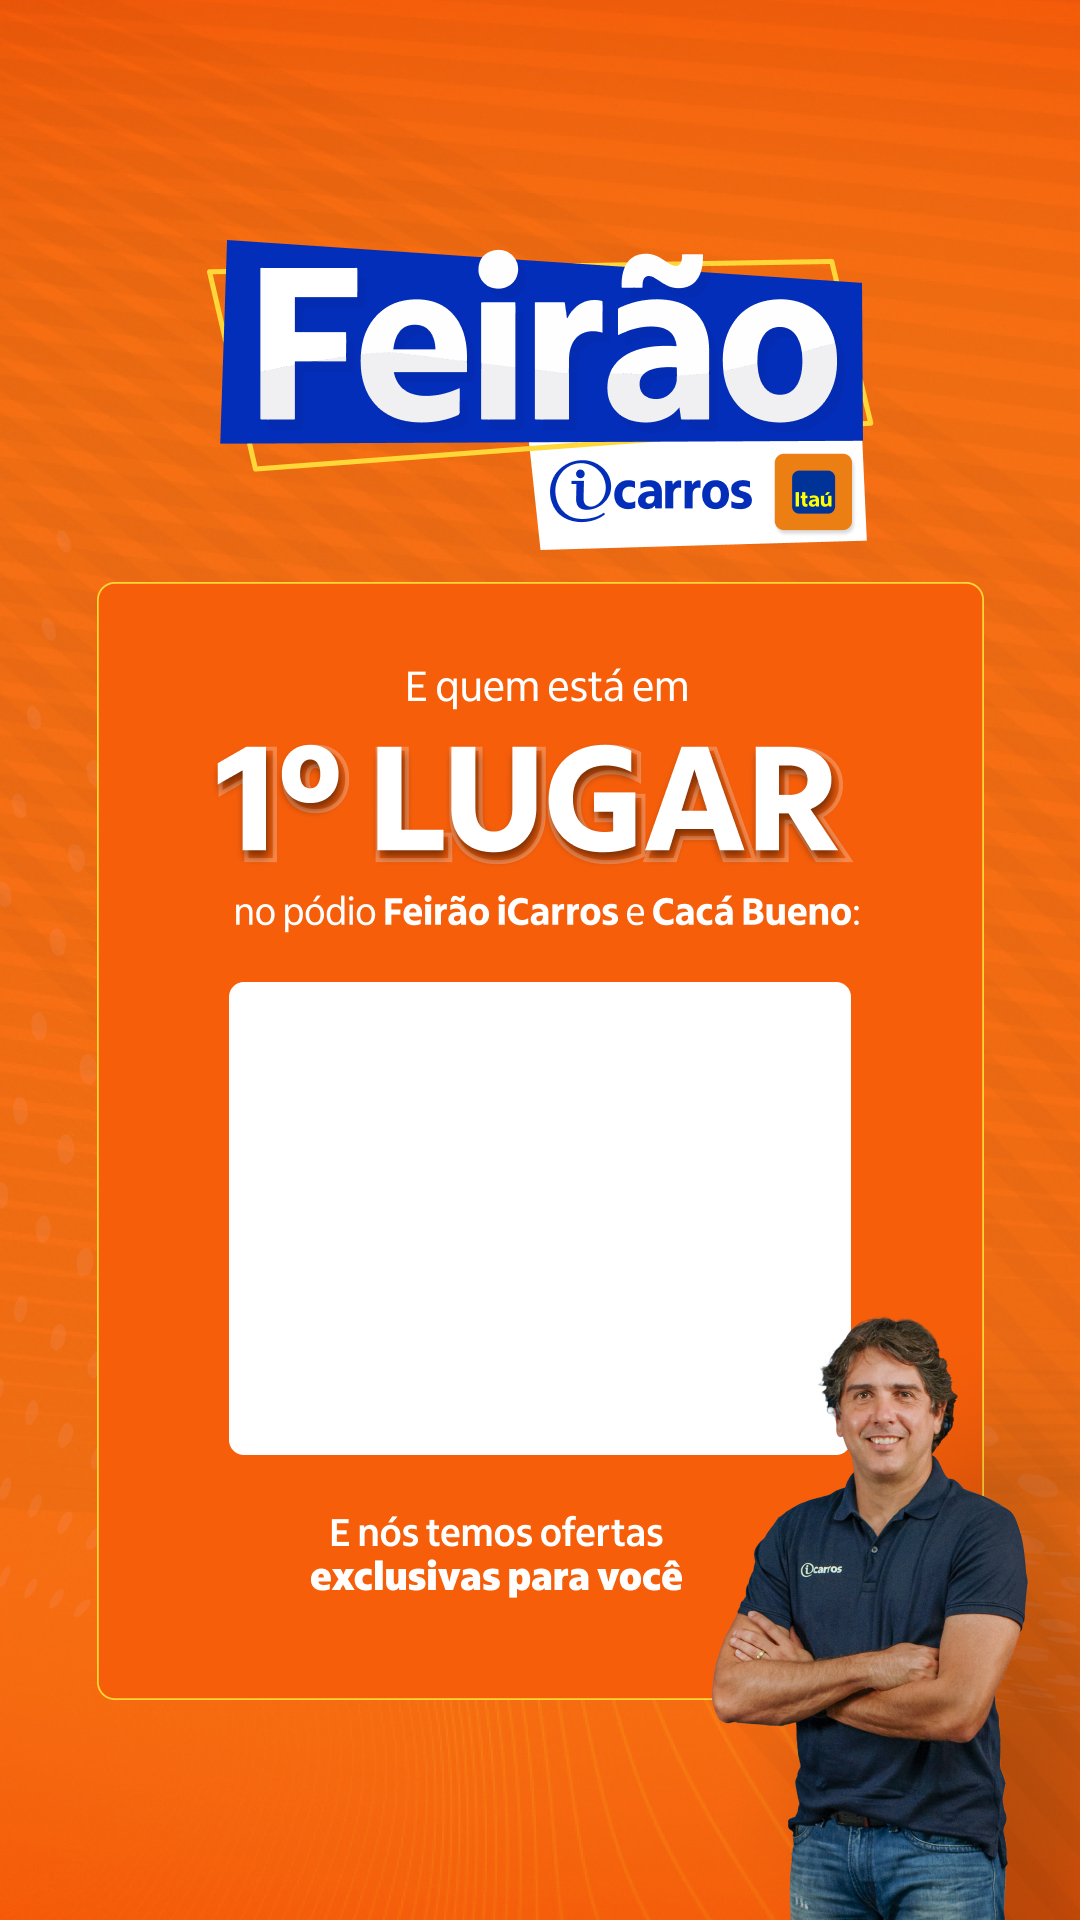 Feirão
icarros Itaú
E quem está em
1º LUGAR
no pódio Feirão iCarros e Cacá Bueno:
E nós temos ofertas
exclusivas para você
icarros